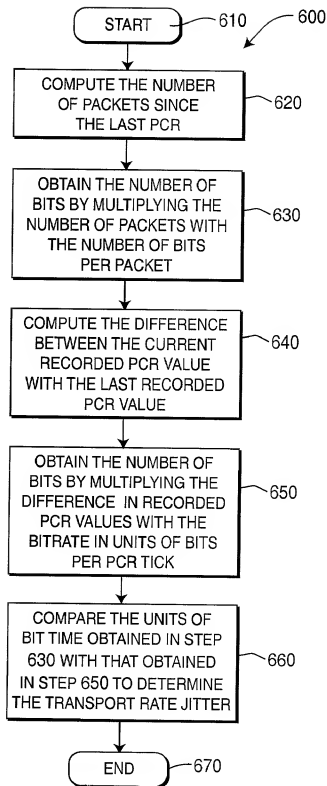 START
610
600
COMPUTE THE NUMBER
OF PACKETS SINCE
THE LAST PCR
620
OBTAIN THE NUMBER OF
BITS BY MULTIPLYING THE
NUMBER OF PACKETS WITH
THE NUMBER OF BITS
PER PACKET
630
COMPUTE THE DIFFERENCE
BETWEEN THE CURRENT
RECORDED PCR VALUE
WITH THE LAST RECORDED
PCR VALUE
640
OBTAIN THE NUMBER OF
BITS BY MULTIPLYING THE
DIFFERENCE IN RECORDED
PCR VALUES WITH THE
BITRATE IN UNITS OF BITS
PER PCR TICK
650
COMPARE THE UNITS OF
BIT TIME OBTAINED IN STEP
630 WITH THAT OBTAINED
IN STEP 650 TO DETERMINE
THE TRANSPORT RATE JITTER
660
END
670